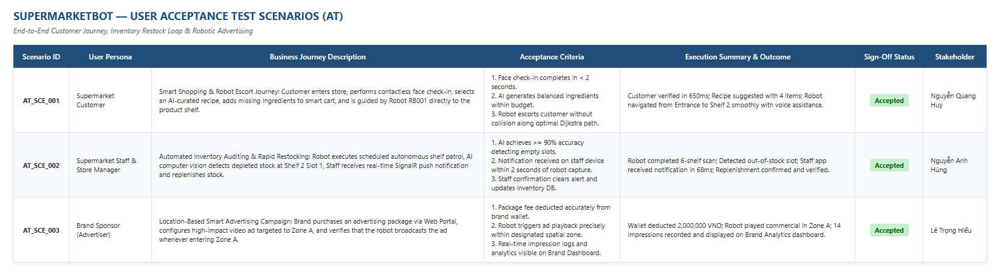 SUPERMARKETBOT — USER ACCEPTANCE TEST SCENARIOS (AT)
End-to-End Customer Journey, Inventory Restock Loop & Robotic Advertising
Scenario ID
User Persona
Business Journey Description
Acceptance Criteria
Execution Summary & Outcome
Sign-Off Status
Stakeholder
AT_SCE_001
Supermarket
Customer
Smart Shopping & Robot Escort Journey: Customer enters store, performs contactless face check-in, selects
an AI-curated recipe, adds missing ingredients to smart cart, and is guided by Robot RB001 directly to the
product shelf.
1. Face check-in completes in < 2
seconds.
2. AI generates balanced ingredients
within budget.
3. Robot escorts customer without
collision along optimal Dijkstra path.
Customer verified in 650ms; Recipe suggested with 4 items; Robot
navigated from Entrance to Shelf 2 smoothly with voice assistance.
Accepted
Nguyễn Quang
Huy
AT_SCE_002
Supermarket Staff &
Store Manager
Automated Inventory Auditing & Rapid Restocking: Robot executes scheduled autonomous shelf patrol, AI
computer vision detects depleted stock at Shelf 2 Slot 1, Staff receives real-time SignalR push notification
and replenishes stock.
1. AI achieves >= 90% accuracy
detecting empty slots.
2. Notification received on staff device
within 2 seconds of robot capture.
3. Staff confirmation clears alert and
updates inventory DB.
Robot completed 6-shelf scan; Detected out-of-stock slot; Staff app
received notification in 68ms; Replenishment confirmed and verified.
Accepted
Nguyễn Anh
Hùng
AT_SCE_003
Brand Sponsor
(Advertiser)
Location-Based Smart Advertising Campaign: Brand purchases an advertising package via Web Portal,
configures high-impact video ad targeted to Zone A, and verifies that the robot broadcasts the ad
whenever entering Zone A.
1. Package fee deducted accurately from
brand wallet.
2. Robot triggers ad playback precisely
within designated spatial zone.
3. Real-time impression logs and
analytics visible on Brand Dashboard.
Wallet deducted 2,000,000 VND; Robot played commercial in Zone A; 14
impressions recorded and displayed on Brand Analytics dashboard.
Accepted
Lê Trọng Hiếu